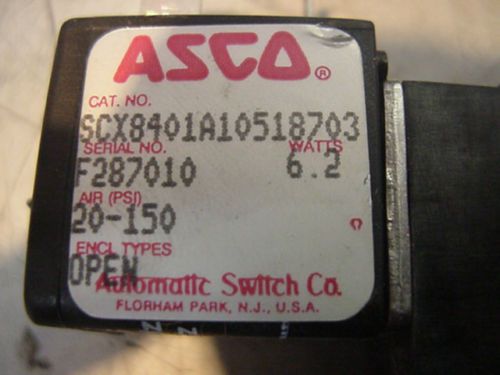 ASCO®
CAT. NO.
SCX8401A10518703
SERIAL NO. WATTS
F287010 6.2
AIR (PSI)
20-150
ENCL TYPES
OPEN
Automatic Switch Co.
FLORHAM PARK, N.J., U.S.A.